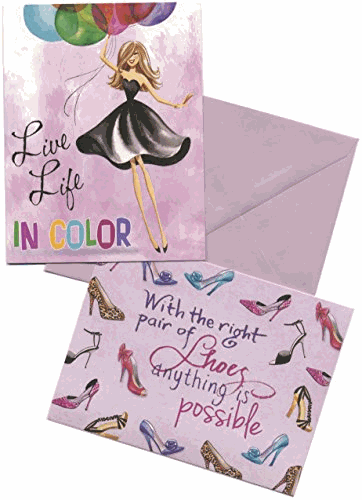 Live
Life
IN COLOR
With the right
pair of Shoes
anything is
possible